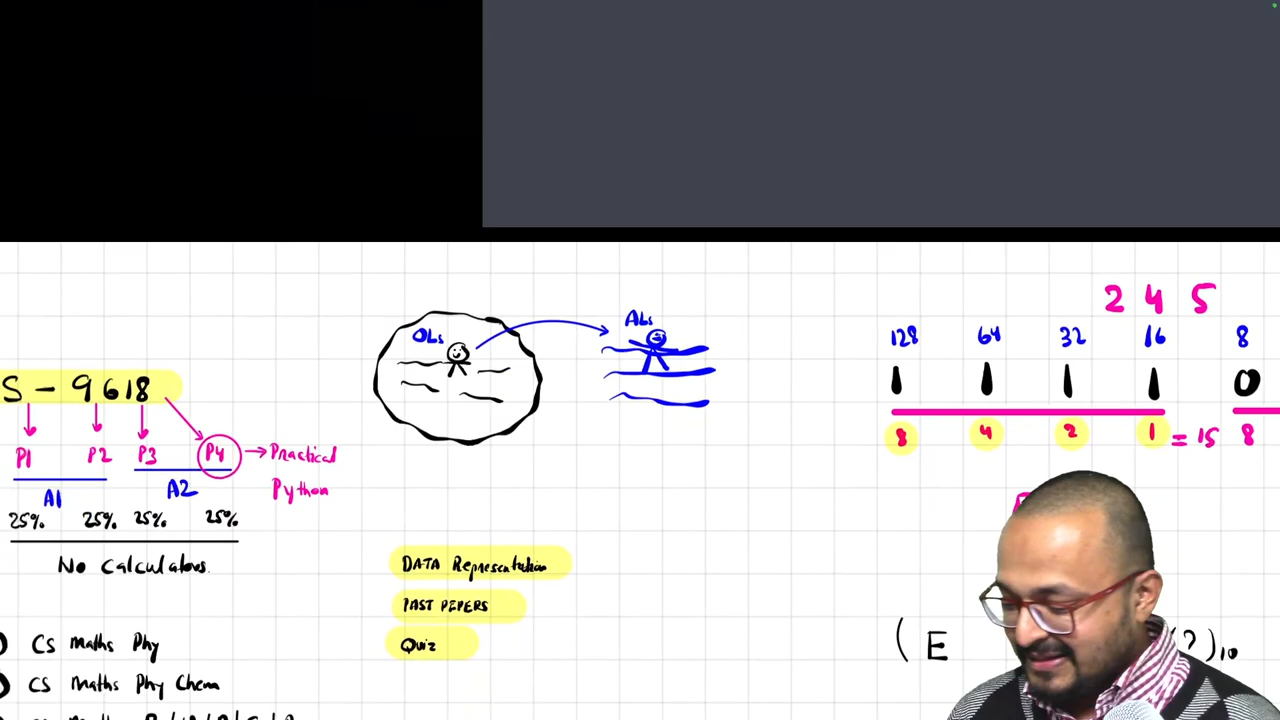 S - 9618
P1 P2 P3 P4 → Practical
Python
A1 A2
25% 25% 25% 25%
No Calculators.
CS Maths Phy
CS Maths Phy Chem
OLs
ALs
DATA Representation
PAST PEPERS
Quiz
2 4 5
128 64 32 16 8
1 1 1 1 0
8 4 2 1 = 15 8
(E ?)10